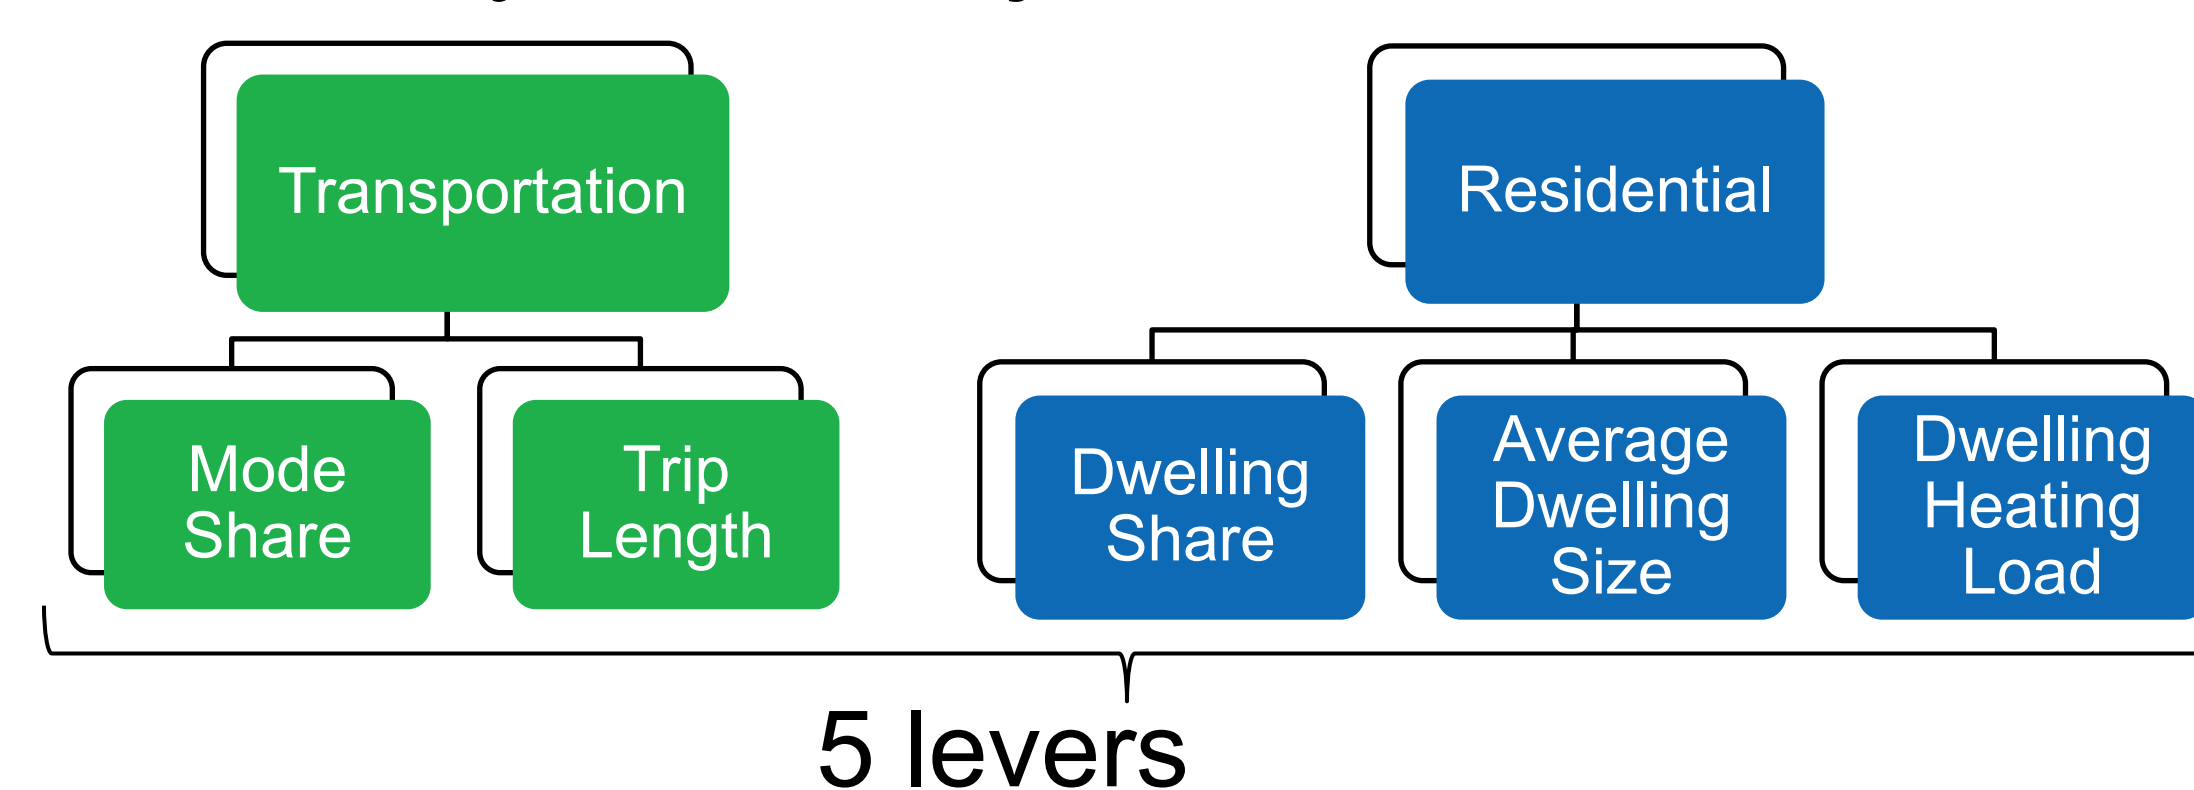 Transportation
Residential
Mode
Share
Trip
Length
Dwelling
Share
Average
Dwelling
Size
Dwelling
Heating
Load
5 levers